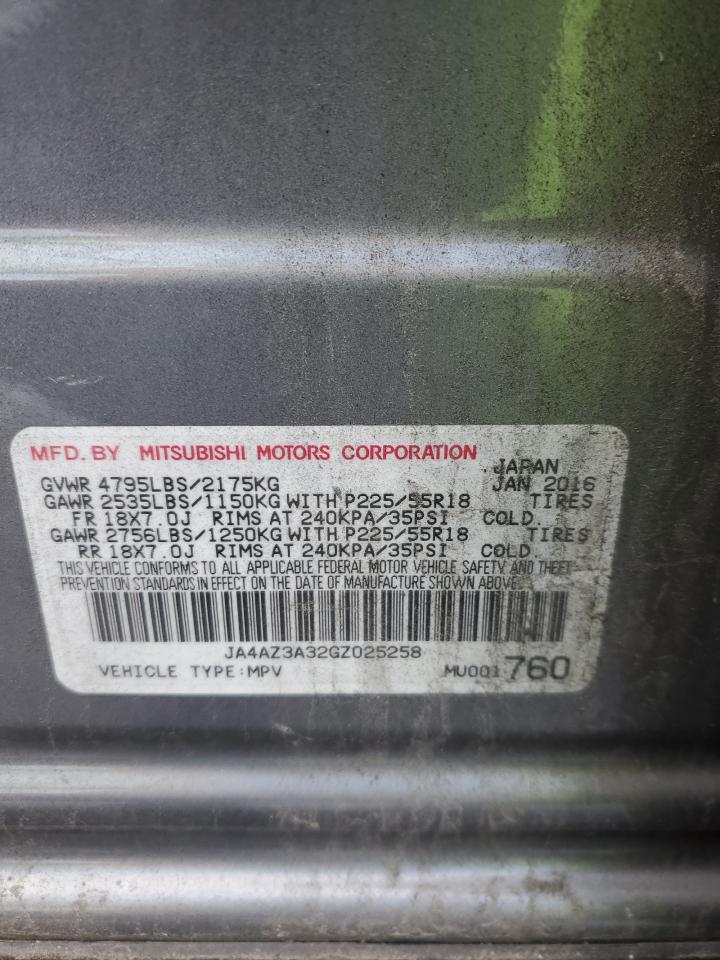 MFD. BY MITSUBISHI MOTORS CORPORATION
JAPAN
GVWR 4795LBS/2175KG JAN 2016
GAWR 2535LBS/1150KG WITH P225/55R18 TIRES
FR 18X7.0J RIMS AT 240KPA/35PSI COLD.
GAWR 2756LBS/1250KG WITH P225/55R18 TIRES
RR 18X7.0J RIMS AT 240KPA/35PSI COLD.
THIS VEHICLE CONFORMS TO ALL APPLICABLE FEDERAL MOTOR VEHICLE SAFETY AND THEFT
PREVENTION STANDARDS IN EFFECT ON THE DATE OF MANUFACTURE SHOWN ABOVE.
JA4AZ3A32GZ025258
VEHICLE TYPE:MPV MU001760